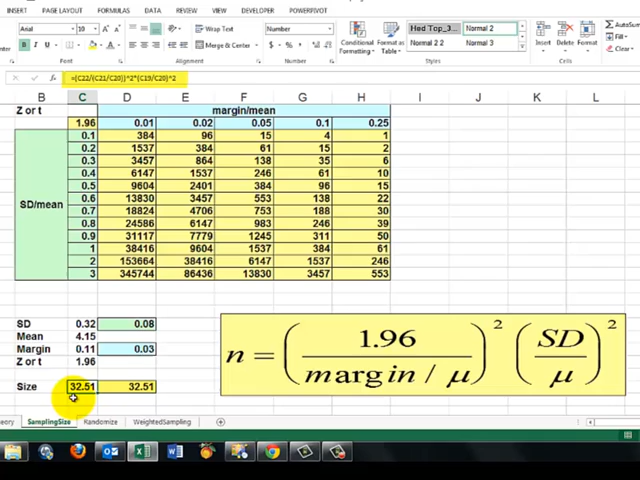 INSERT PAGE LAYOUT FORMULAS DATA REVIEW VIEW DEVELOPER
Arial 10 Wrap Text Number Hed Top_3... Normal 2 AutoSum
Merge & Center Conditional Formatting Format as Table Normal Normal 2 Insert Delete Format Fill
Clear
Clipboard Font Alignment Number Styles Cells
=(C22/(C21/C20))^2*(C19/C20)^2
B C D E F G H I J K L
Z or t margin/mean
1.96 0.01 0.02 0.05 0.1 0.25
0.1 384 96 15 4 1
0.2 1537 384 61 15 2
0.3 3457 864 138 35 6
0.4 6147 1537 246 61 10
0.5 9604 2401 384 96 15
0.6 13830 3457 553 138 22
SD/mean 0.7 18824 4706 753 188 30
0.8 24586 6147 983 246 39
0.9 31117 7779 1245 311 50
1 38416 9604 1537 384 61
2 153664 38416 6147 1537 246
3 345744 86436 13830 3457 553
SD 0.32 0.08
Mean 4.15
Margin 0.11 0.03
Z or t 1.96
Size 32.51 32.51
n = (1.96 / margin / μ)² (SD / μ)²
eory SamplingSize Randomize WeightedSampling